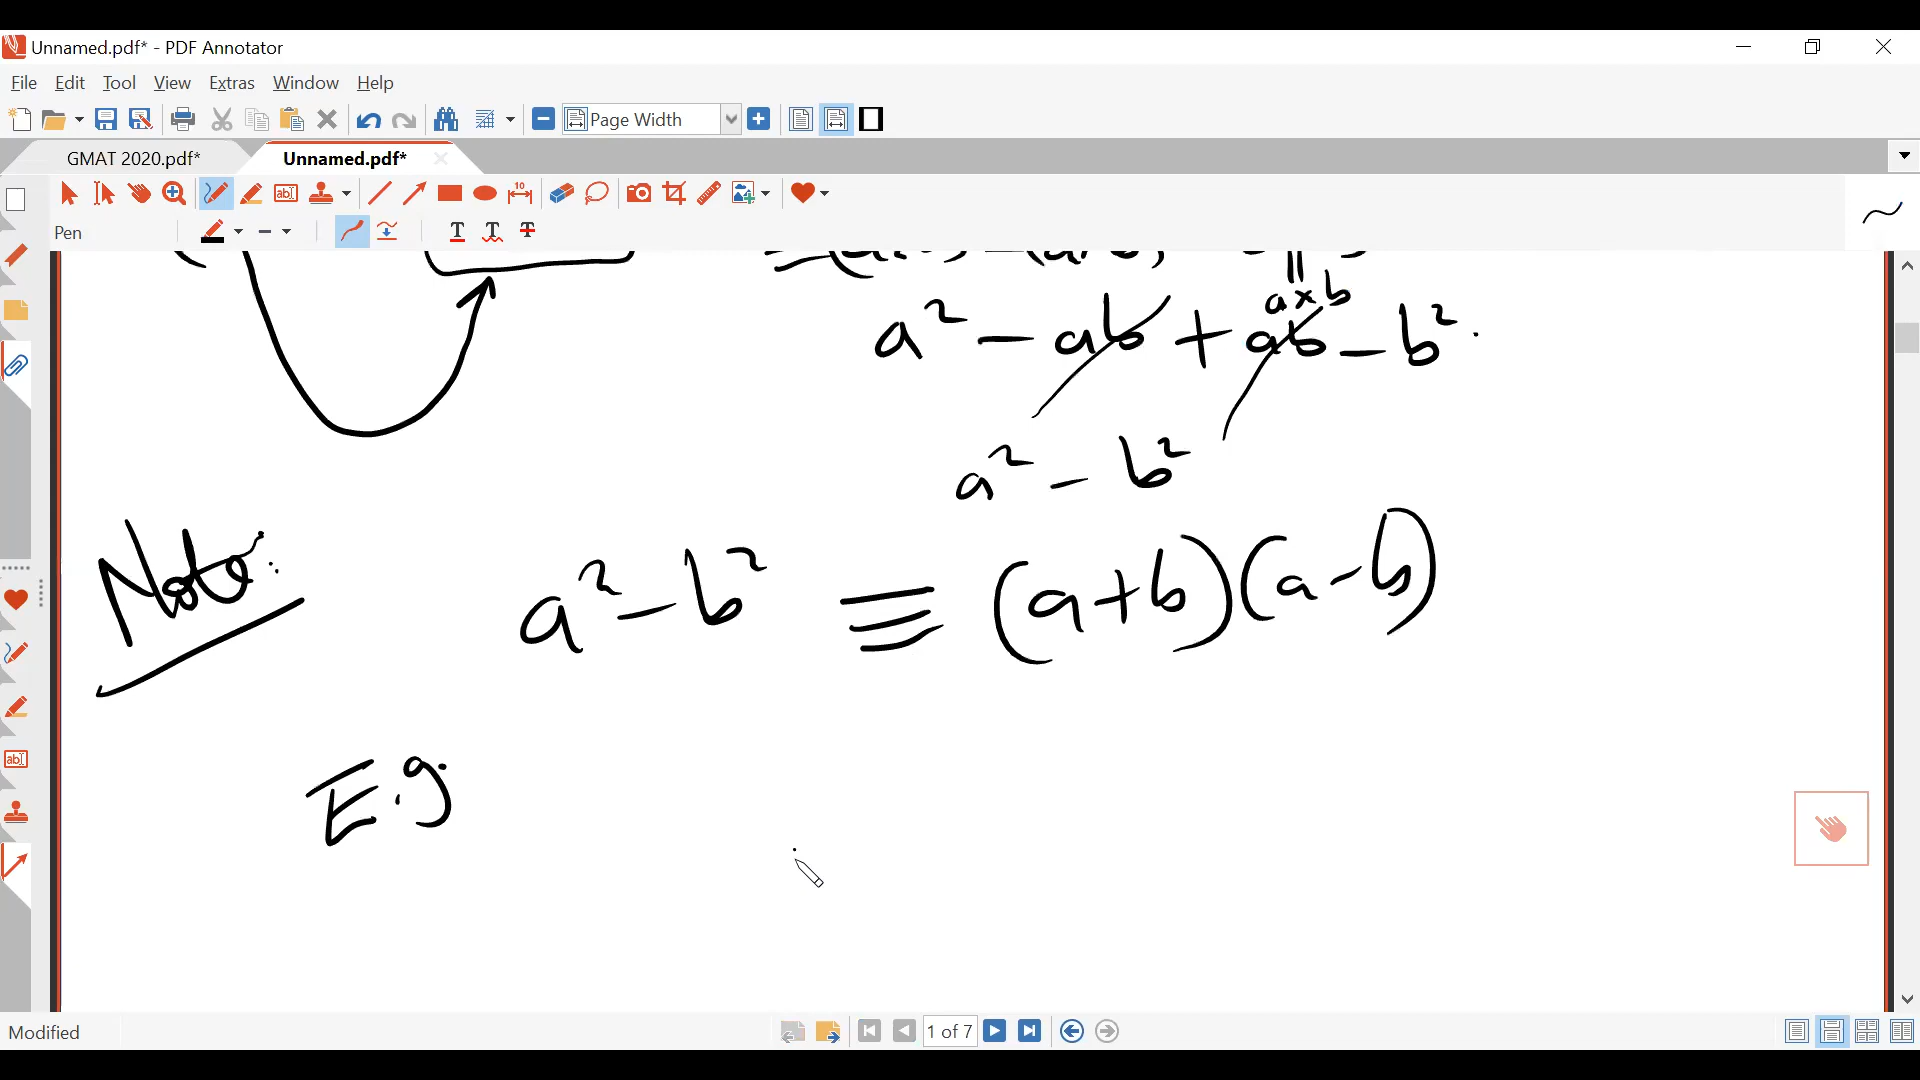 Unnamed.pdf* - PDF Annotator
File Edit Tool View Extras Window Help
Page Width
GMAT 2020.pdf* Unnamed.pdf*
10
Pen
a×b
a² - ab + ab - b².
a² - b²
Note:
a² - b² ≡ (a+b)(a-b)
E.g.
Modified
1 of 7